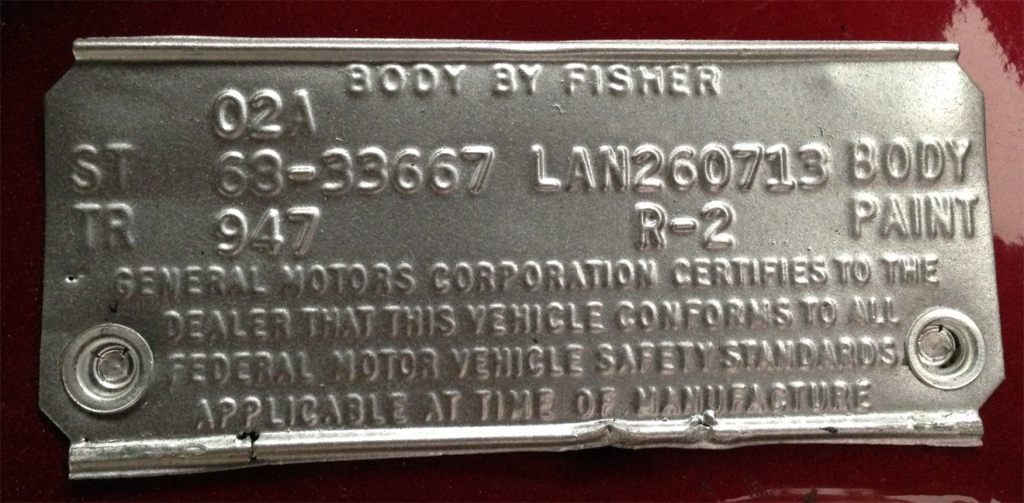 BODY BY FISHER
02A
ST 68-33667 LAN260713 BODY
TR 947 R-2 PAINT
GENERAL MOTORS CORPORATION CERTIFIES TO THE
DEALER THAT THIS VEHICLE CONFORMS TO ALL
FEDERAL MOTOR VEHICLE SAFETY STANDARDS
APPLICABLE AT TIME OF MANUFACTURE